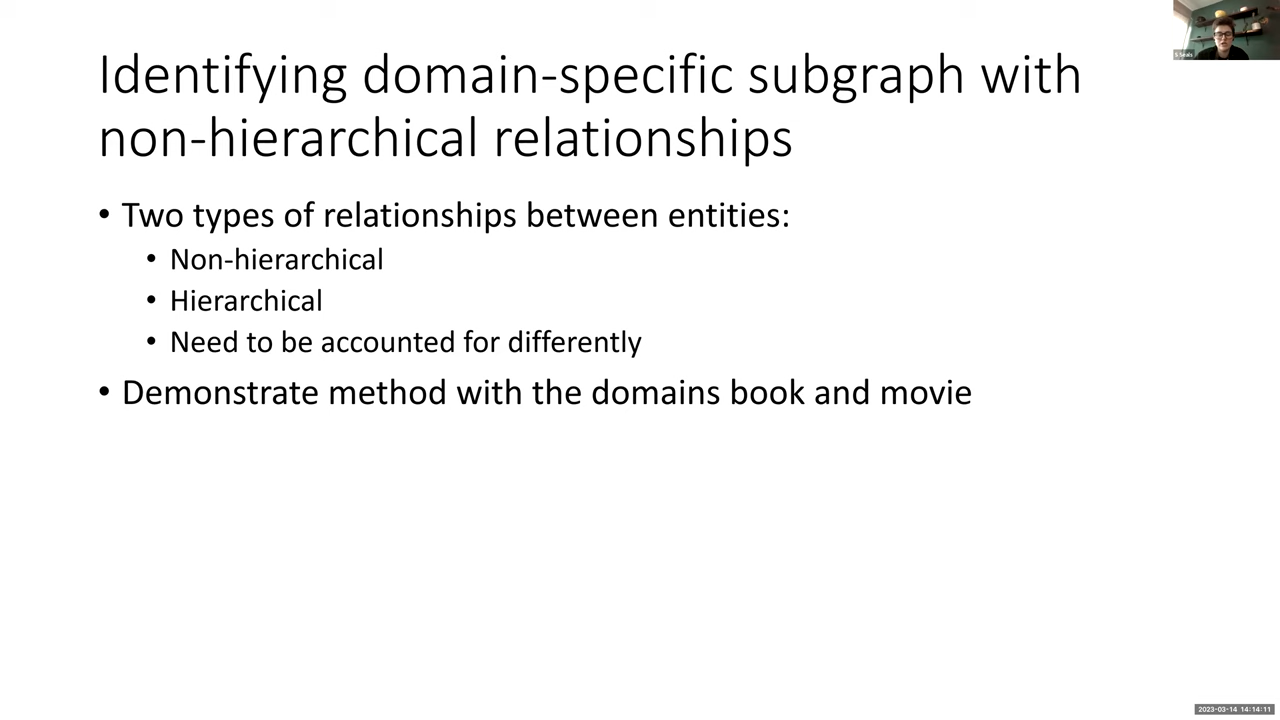 Identifying domain-specific subgraph with
non-hierarchical relationships
• Two types of relationships between entities:
• Non-hierarchical
• Hierarchical
• Need to be accounted for differently
• Demonstrate method with the domains book and movie
2023-03-14 14:14:11